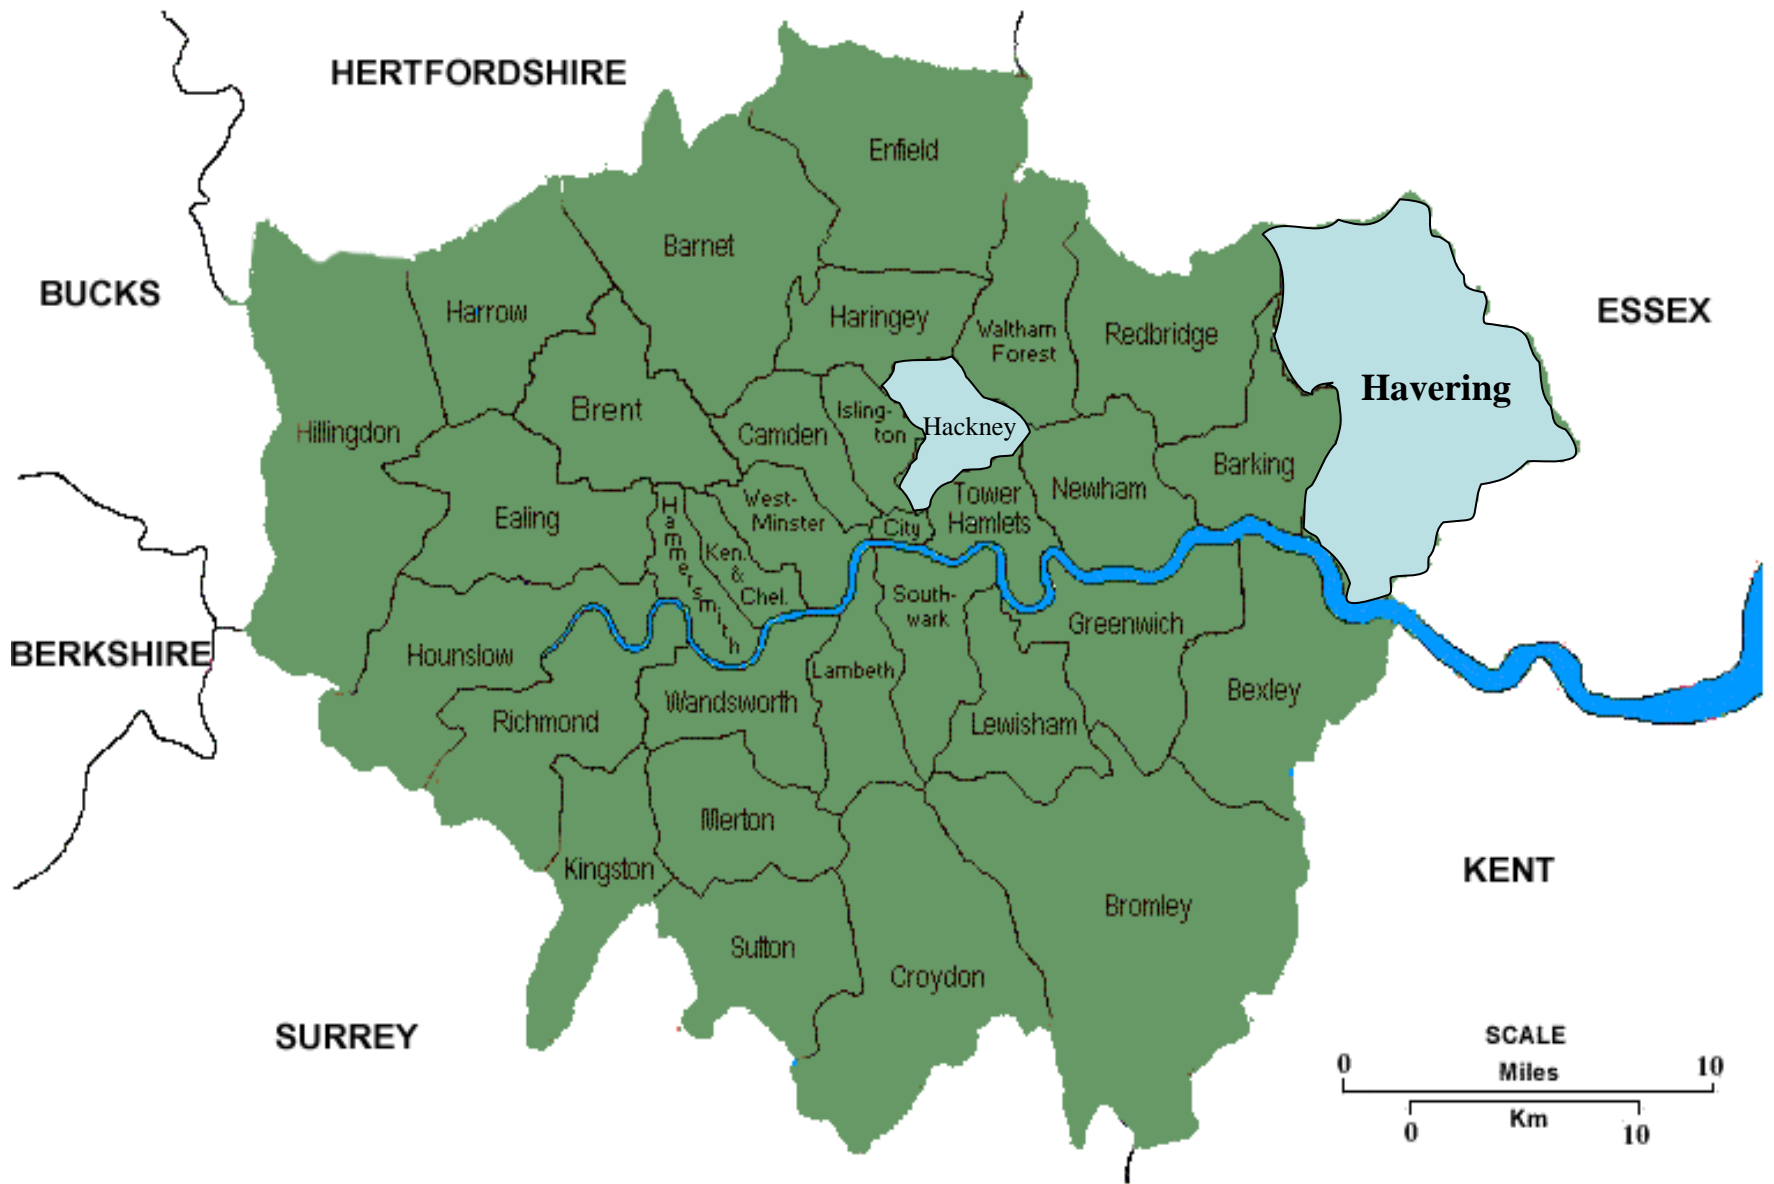 HERTFORDSHIRE
Enfield
Barnet
BUCKS
Harrow
Haringey
Waltham
Forest
Redbridge
ESSEX
Havering
Brent
Isling-
ton
Hackney
Hillingdon
Camden
Barking
Ealing
West-
Minster
City
Tower
Hamlets
Newham
Hammersmith
Ken.
&
Chel.
South-
wark
Greenwich
BERKSHIRE
Hounslow
Lambeth
Bexley
Richmond
Wandsworth
Lewisham
Merton
Kingston
KENT
Bromley
Sutton
Croydon
SURREY
SCALE
0 Miles 10
Km
0 10